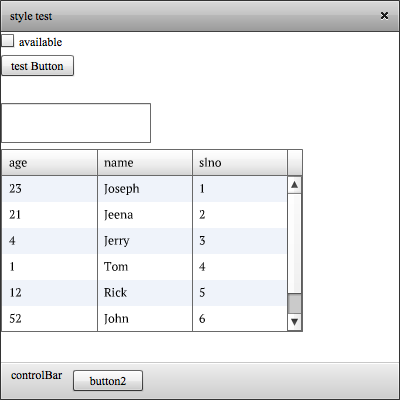 style test
available
test Button
age name slno
23 Joseph 1
21 Jeena 2
4 Jerry 3
1 Tom 4
12 Rick 5
52 John 6
controlBar button2